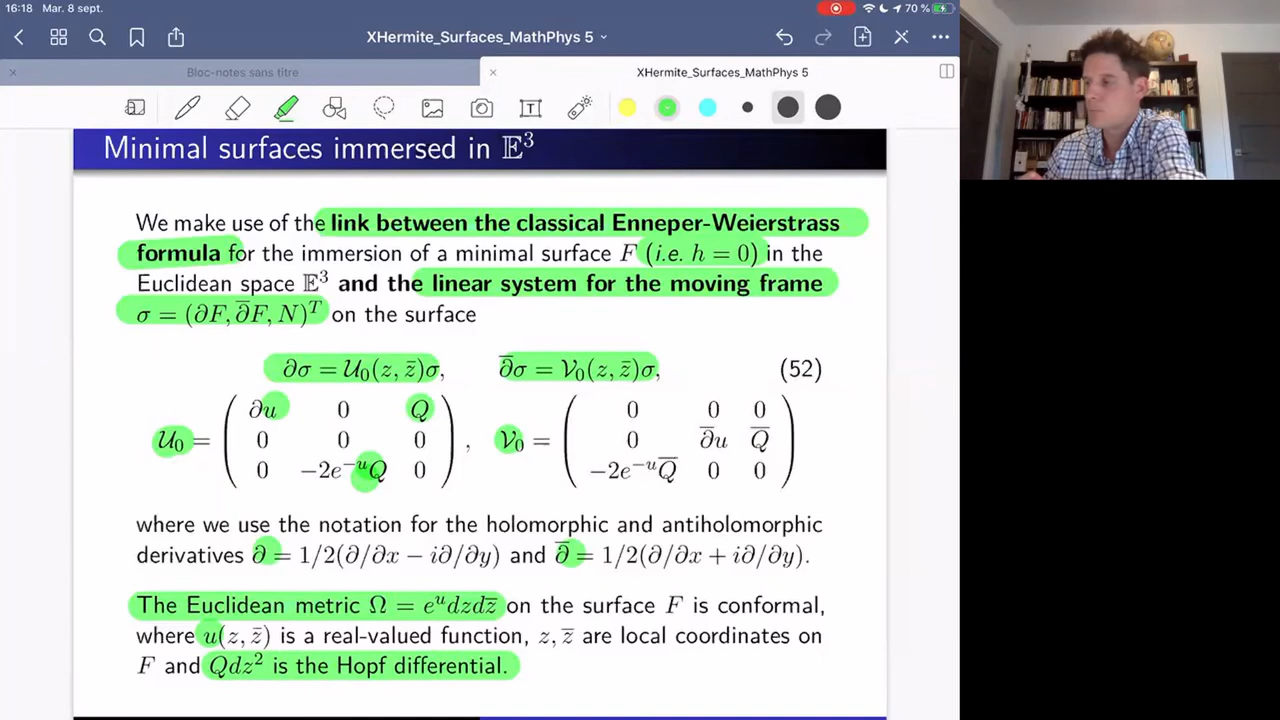 16:18 Mar. 8 sept. 70 %
XHermite_Surfaces_MathPhys 5
Bloc-notes sans titre
XHermite_Surfaces_MathPhys 5
Minimal surfaces immersed in 𝔼³
We make use of the link between the classical Enneper-Weierstrass
formula for the immersion of a minimal surface F (i.e. h = 0) in the
Euclidean space 𝔼³ and the linear system for the moving frame
σ = (∂F, ∂̄F, N)ᵀ on the surface
∂σ = 𝒰₀(z, z̄)σ, ∂̄σ = 𝒱₀(z, z̄)σ, (52)
𝒰₀ = ( ∂u 0 Q ; 0 0 0 ; 0 −2e⁻ᵘQ 0 ), 𝒱₀ = ( 0 0 0 ; 0 ∂̄u Q̄ ; −2e⁻ᵘQ̄ 0 0 )
where we use the notation for the holomorphic and antiholomorphic
derivatives ∂ = 1/2(∂/∂x − i∂/∂y) and ∂̄ = 1/2(∂/∂x + i∂/∂y).
The Euclidean metric Ω = eᵘdzdz̄ on the surface F is conformal,
where u(z, z̄) is a real-valued function, z, z̄ are local coordinates on
F and Qdz² is the Hopf differential.